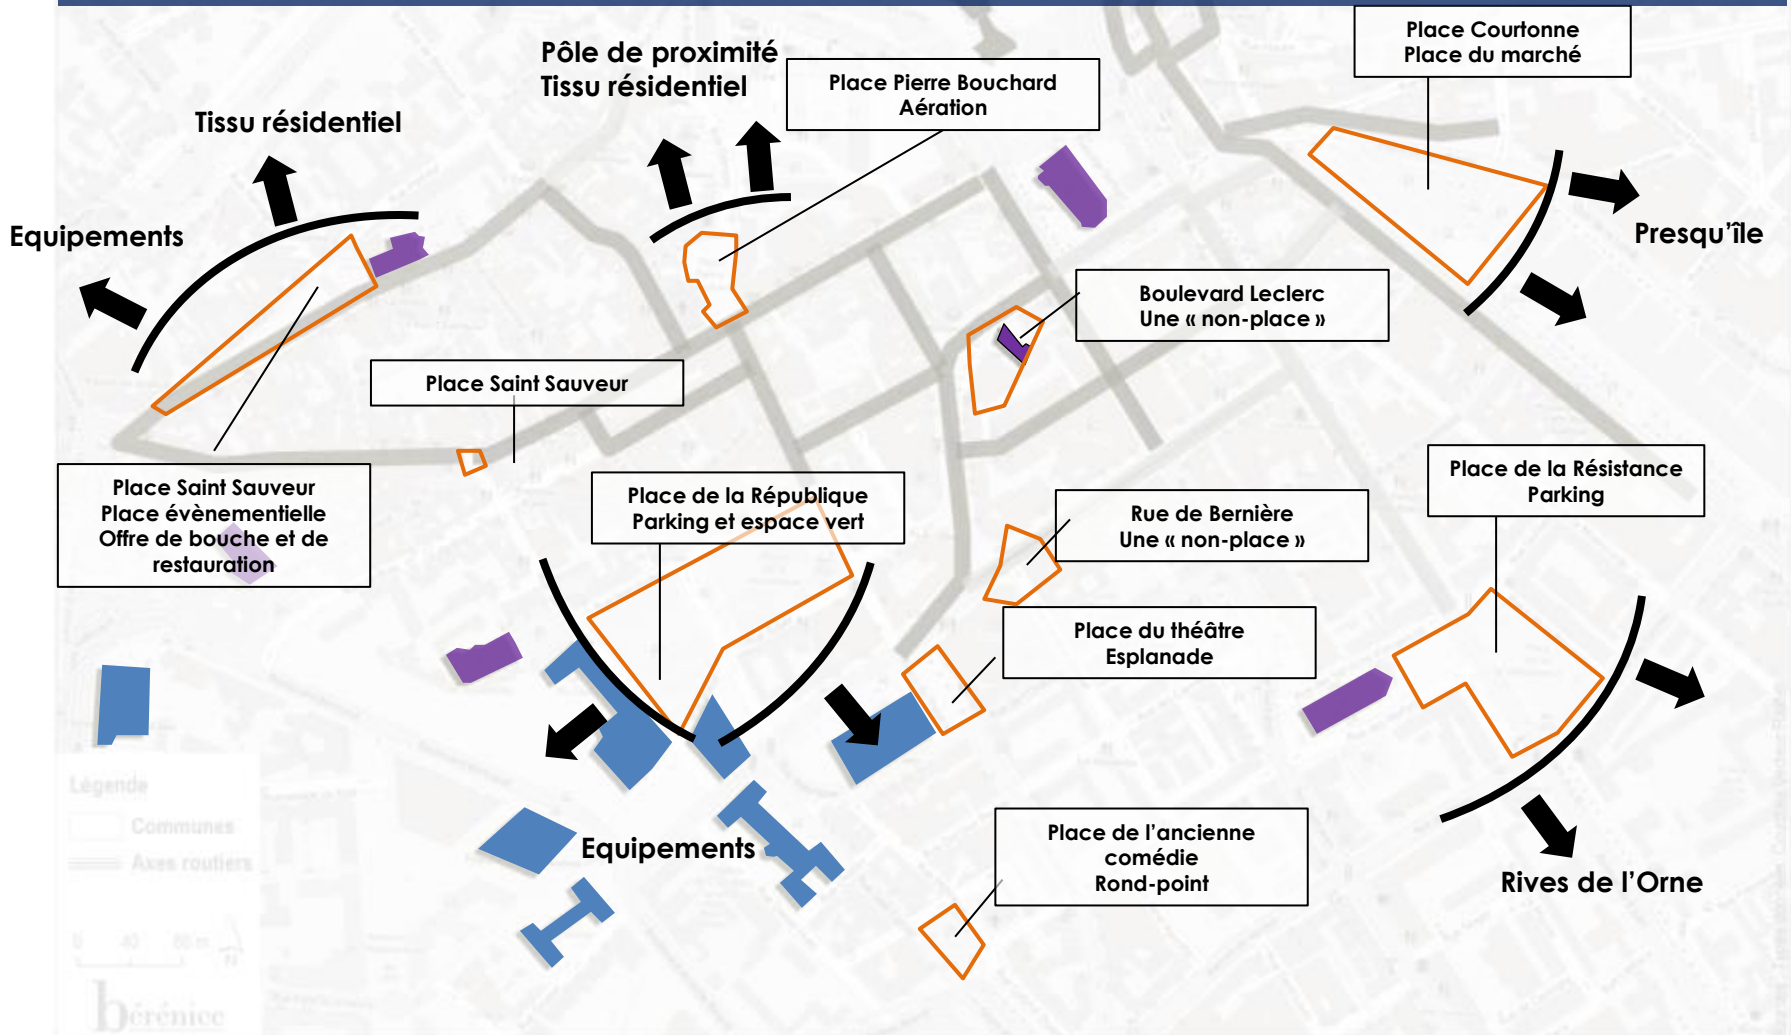 Place Courtonne
Place du marché
Pôle de proximité
Tissu résidentiel
Place Pierre Bouchard
Aération
Tissu résidentiel
Equipements
Presqu’île
Boulevard Leclerc
Une « non-place »
Place Saint Sauveur
Place Saint Sauveur
Place évènementielle
Offre de bouche et de
restauration
Place de la République
Parking et espace vert
Place de la Résistance
Parking
Rue de Bernière
Une « non-place »
Place du théâtre
Esplanade
Equipements
Place de l’ancienne
comédie
Rond-point
Rives de l’Orne
Légende
Communes
Axes routiers
0 40 80 m
N
bérénice